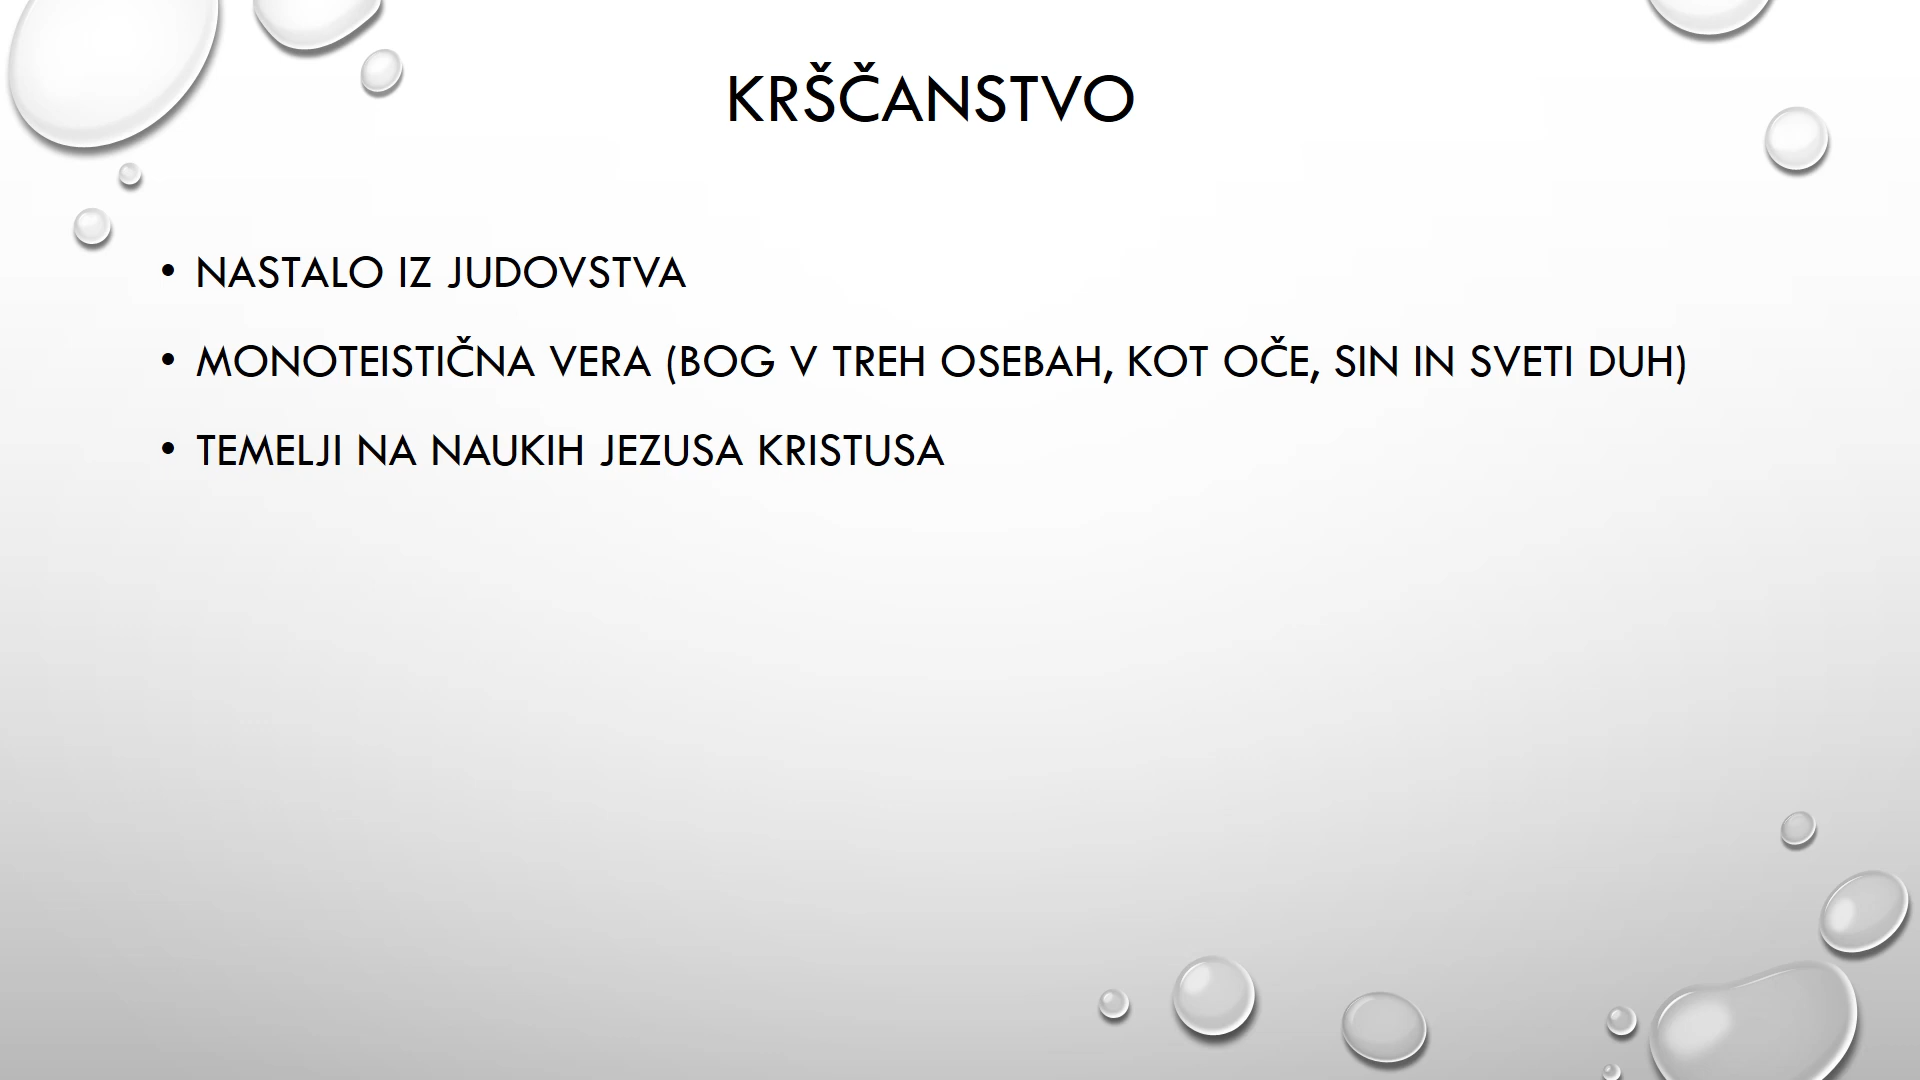 KRŠČANSTVO
• NASTALO IZ JUDOVSTVA
• MONOTEISTIČNA VERA (BOG V TREH OSEBAH, KOT OČE, SIN IN SVETI DUH)
• TEMELJI NA NAUKIH JEZUSA KRISTUSA